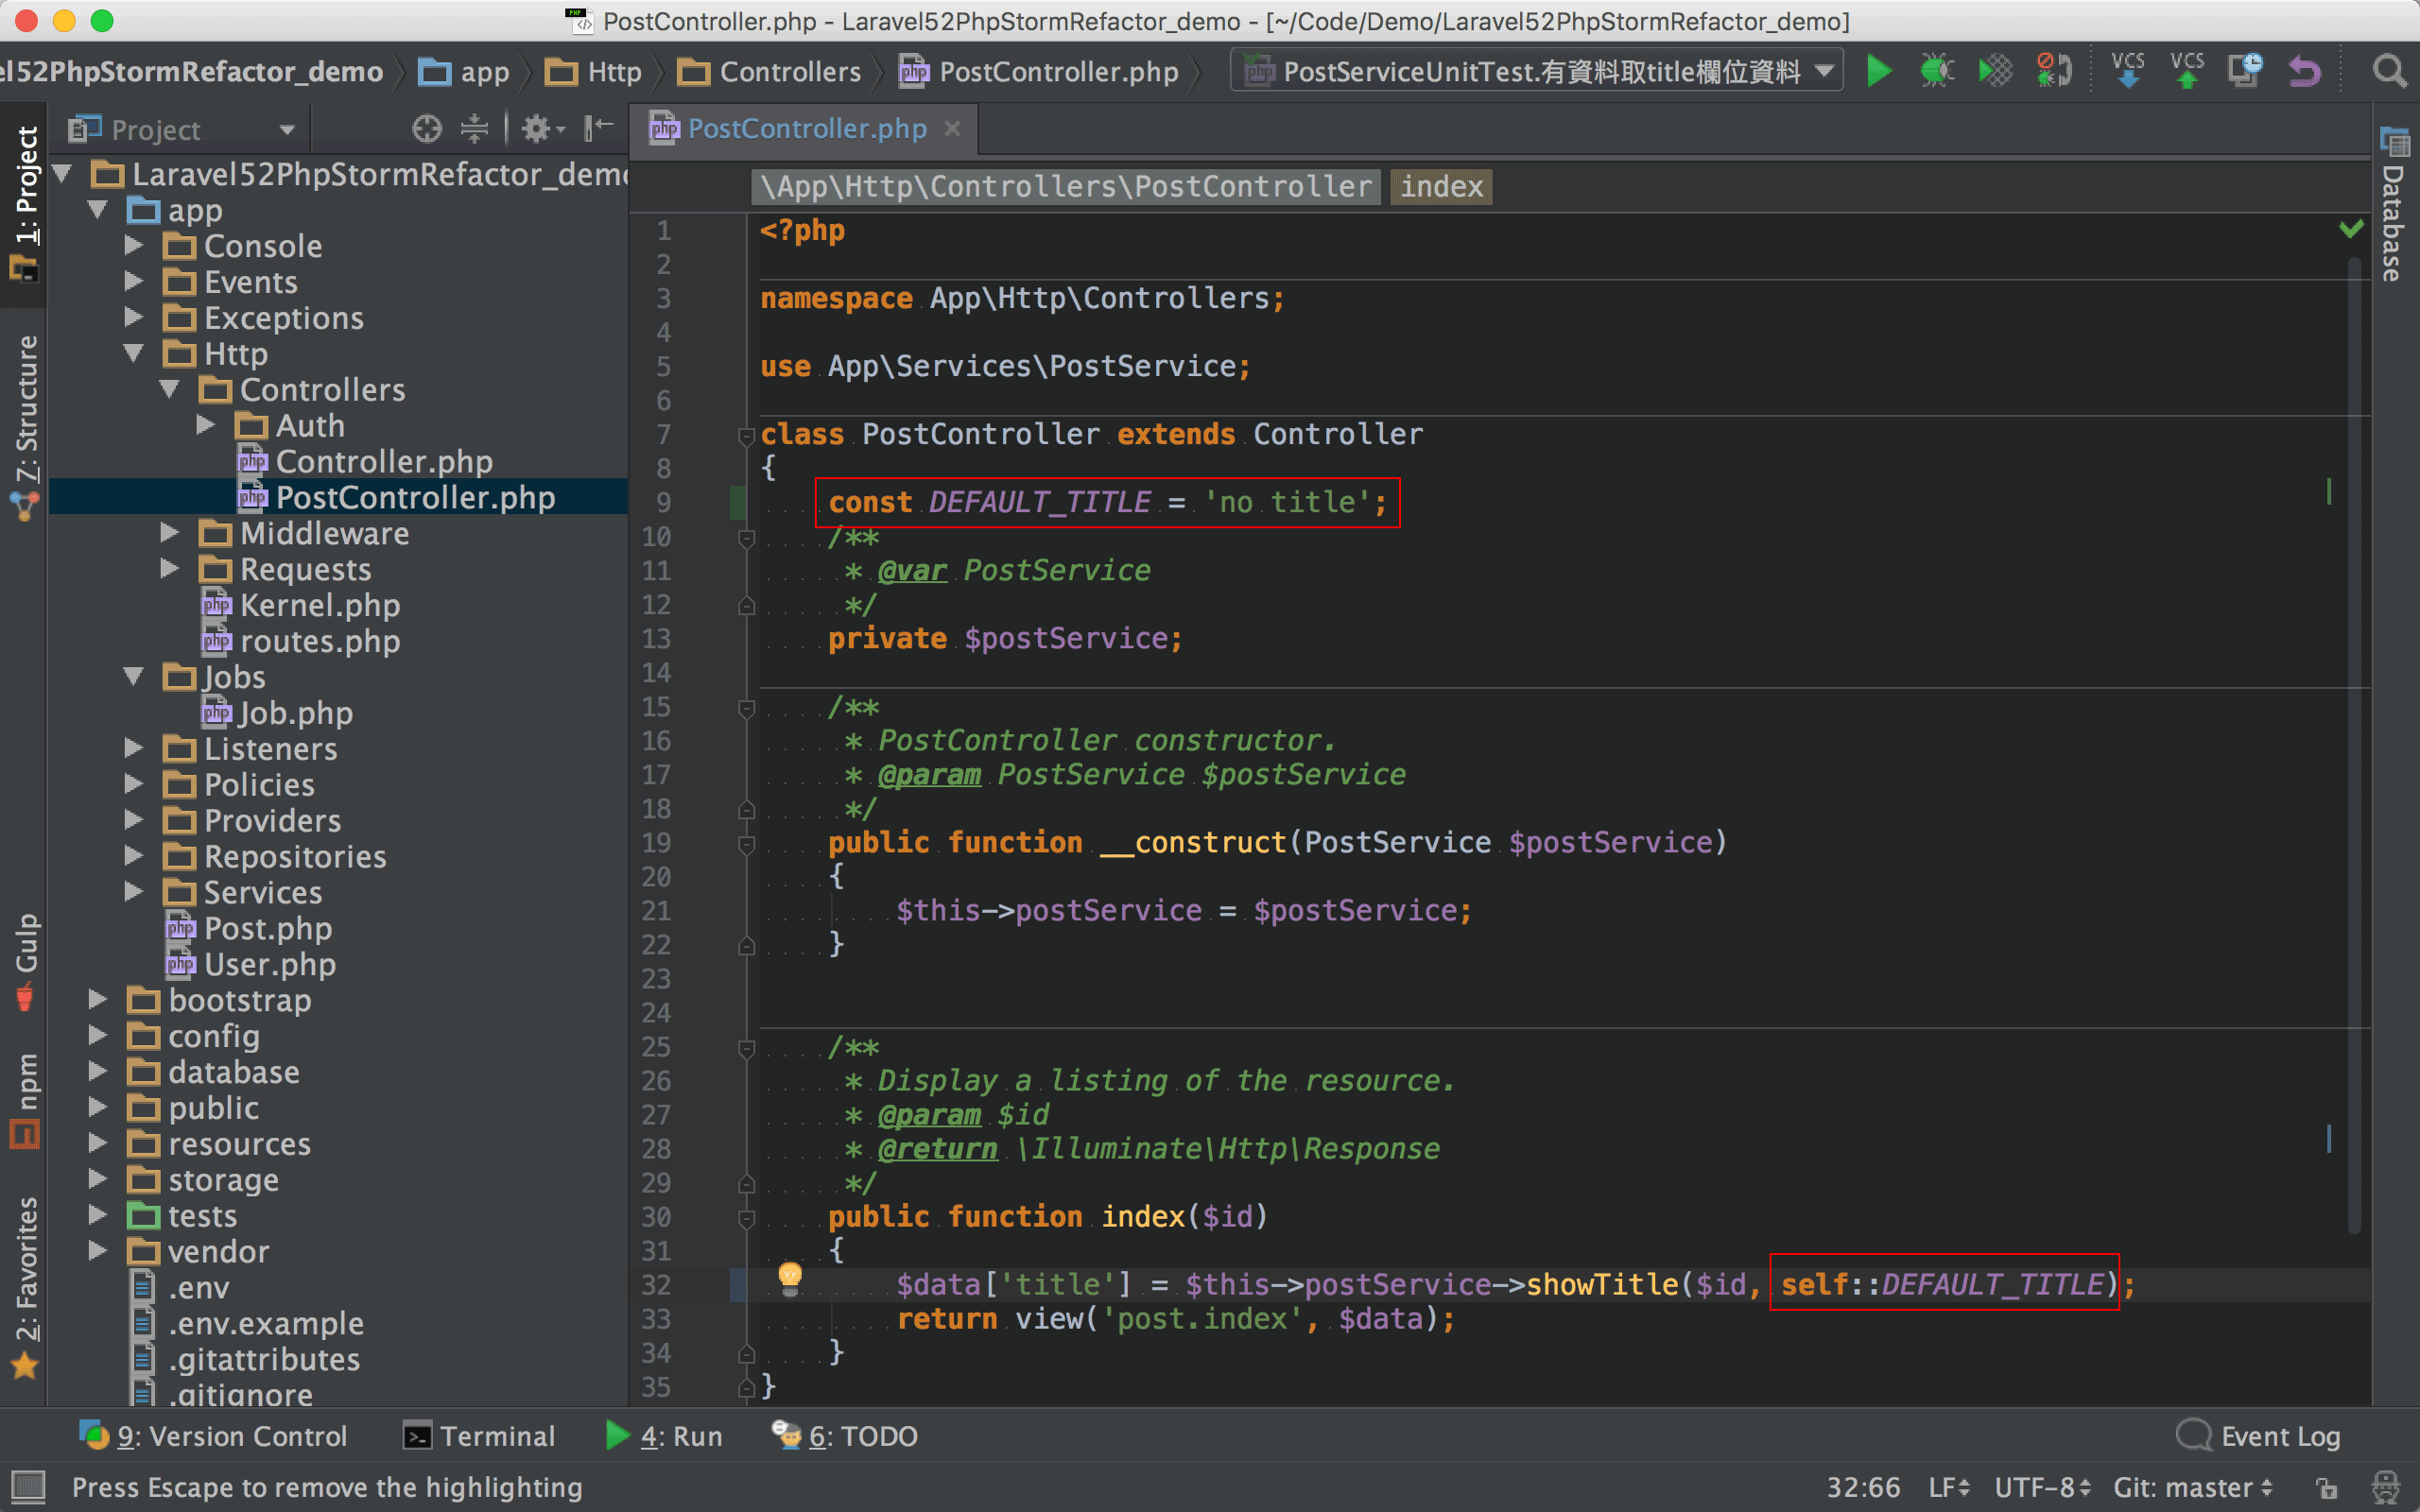 PostController.php - Laravel52PhpStormRefactor_demo - [~/Code/Demo/Laravel52PhpStormRefactor_demo]
el52PhpStormRefactor_demo app Http Controllers PostController.php PostServiceUnitTest.有資料取title欄位資料 VCS VCS
1: Project
Z: Structure
Gulp
npm
2: Favorites
Project
Laravel52PhpStormRefactor_demo
app
Console
Events
Exceptions
Http
Controllers
Auth
Controller.php
PostController.php
Middleware
Requests
Kernel.php
routes.php
Jobs
Job.php
Listeners
Policies
Providers
Repositories
Services
Post.php
User.php
bootstrap
config
database
public
resources
storage
tests
vendor
.env
.env.example
.gitattributes
.gitignore
PostController.php
\App\Http\Controllers\PostController index
1 <?php
2
3 namespace App\Http\Controllers;
4
5 use App\Services\PostService;
6
7 class PostController extends Controller
8 {
9 const DEFAULT_TITLE = 'no title';
10 /**
11 * @var PostService
12 */
13 private $postService;
14
15 /**
16 * PostController constructor.
17 * @param PostService $postService
18 */
19 public function __construct(PostService $postService)
20 {
21 $this->postService = $postService;
22 }
23
24
25 /**
26 * Display a listing of the resource.
27 * @param $id
28 * @return \Illuminate\Http\Response
29 */
30 public function index($id)
31 {
32 $data['title'] = $this->postService->showTitle($id, self::DEFAULT_TITLE);
33 return view('post.index', $data);
34 }
35 }
Database
9: Version Control Terminal 4: Run 6: TODO Event Log
Press Escape to remove the highlighting 32:66 LF UTF-8 Git: master